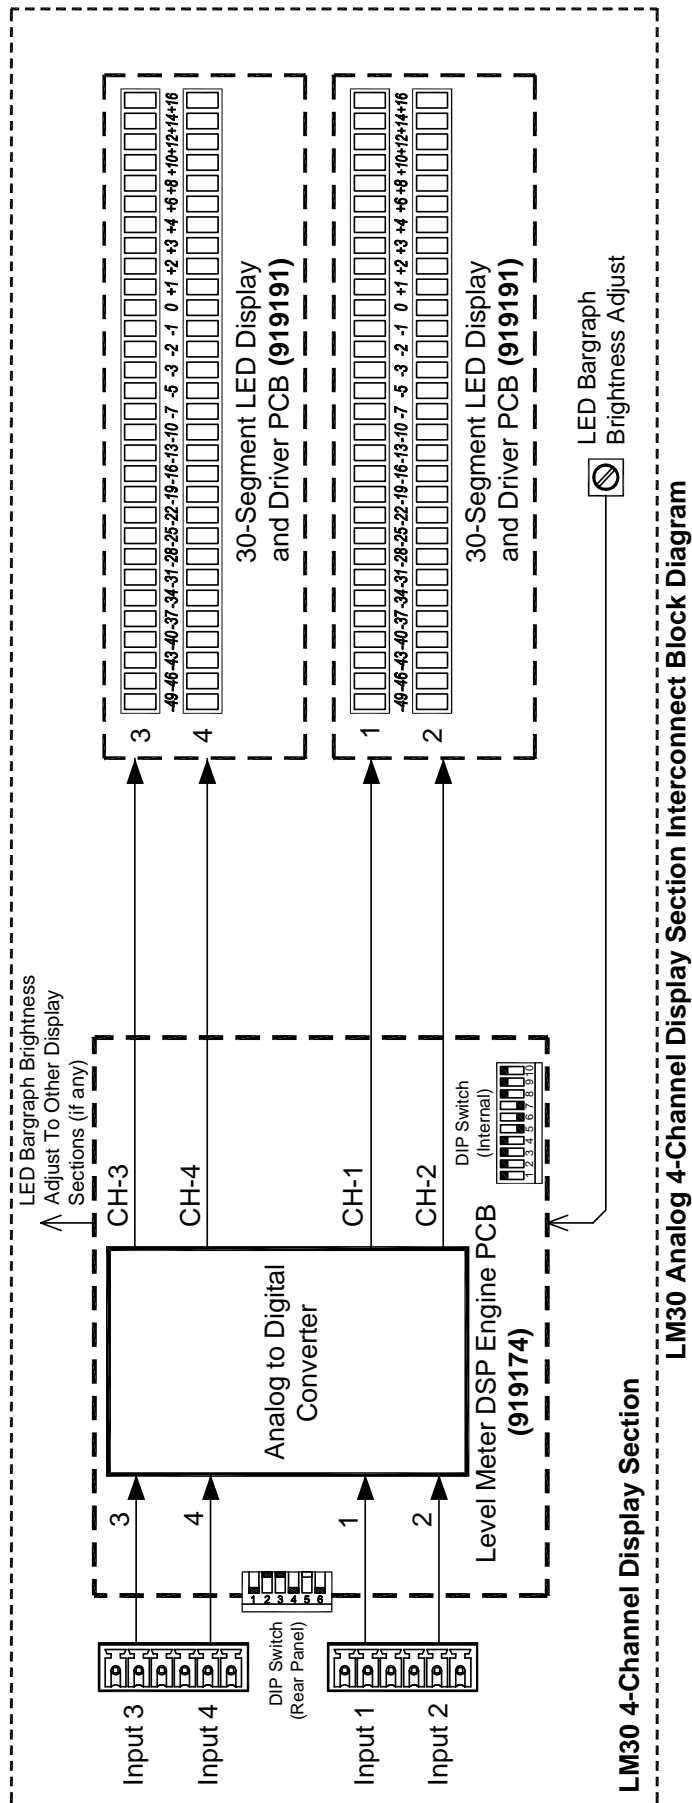 LED Bargraph Brightness
Adjust To Other Display
Sections (if any)
Input 3
3
CH-3
3
-49-46-43-40-37-34-31-28-25-22-19-16-13-10 -7 -5 -3 -2 -1 0 +1 +2 +3 +4 +6 +8 +10+12+14+16
Input 4
4
CH-4
4
30-Segment LED Display
and Driver PCB (919191)
DIP Switch
(Rear Panel)
1 2 3 4 5 6
Analog to Digital
Converter
Input 1
1
CH-1
1
-49-46-43-40-37-34-31-28-25-22-19-16-13-10 -7 -5 -3 -2 -1 0 +1 +2 +3 +4 +6 +8 +10+12+14+16
Input 2
2
CH-2
2
30-Segment LED Display
and Driver PCB (919191)
Level Meter DSP Engine PCB
(919174)
DIP Switch
(Internal)
1 2 3 4 5 6 7 8 9 10
LED Bargraph
Brightness Adjust
LM30 4-Channel Display Section
LM30 Analog 4-Channel Display Section Interconnect Block Diagram